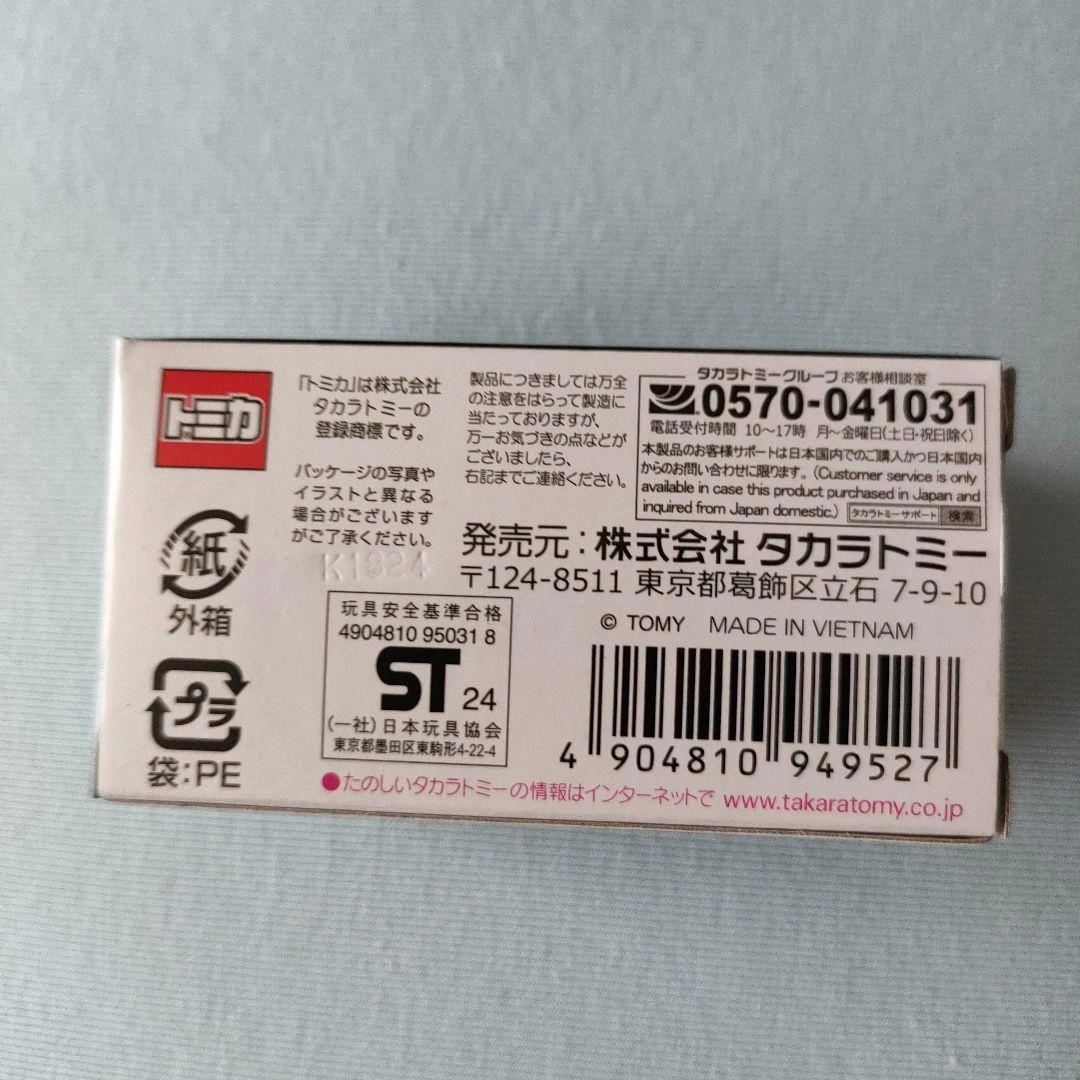 トミカ
「トミカ」は株式会社
タカラトミーの
登録商標です。
パッケージの写真や
イラストと異なる
場合がございます
がご了承ください。
K1824
製品につきましては万全
の注意をはらって製造に
当たっておりますが、
万一お気づきの点などが
ございましたら、
右記までご連絡ください。
タカラトミーグループ お客様相談室
0570-041031
電話受付時間 10〜17時 月〜金曜日(土日・祝日除く)
本製品のお客様サポートは日本国内でのご購入かつ日本国内
からのお問い合わせに限ります。(Customer service is only
available in case this product purchased in Japan and
inquired from Japan domestic.) タカラトミーサポート 検索
発売元：株式会社 タカラトミー
〒124-8511 東京都葛飾区立石 7-9-10
© TOMY MADE IN VIETNAM
紙
外箱
プラ
袋：PE
玩具安全基準合格
4904810 95031 8
ST 24
(一社)日本玩具協会
東京都墨田区東駒形4-22-4
4 904810 949527
●たのしいタカラトミーの情報はインターネットで www.takaratomy.co.jp